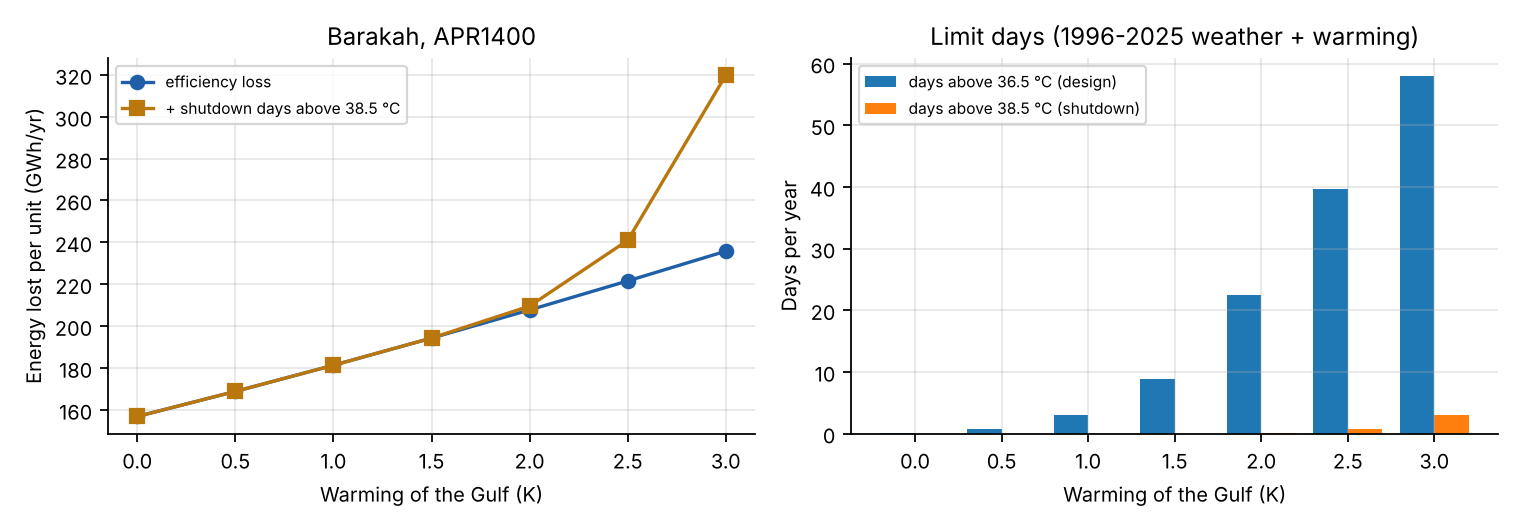 Barakah, APR1400
efficiency loss
+ shutdown days above 38.5 °C
Energy lost per unit (GWh/yr)
320
300
280
260
240
220
200
180
160
0.0 0.5 1.0 1.5 2.0 2.5 3.0
Warming of the Gulf (K)
Limit days (1996-2025 weather + warming)
days above 36.5 °C (design)
days above 38.5 °C (shutdown)
Days per year
60
50
40
30
20
10
0
0.0 0.5 1.0 1.5 2.0 2.5 3.0
Warming of the Gulf (K)